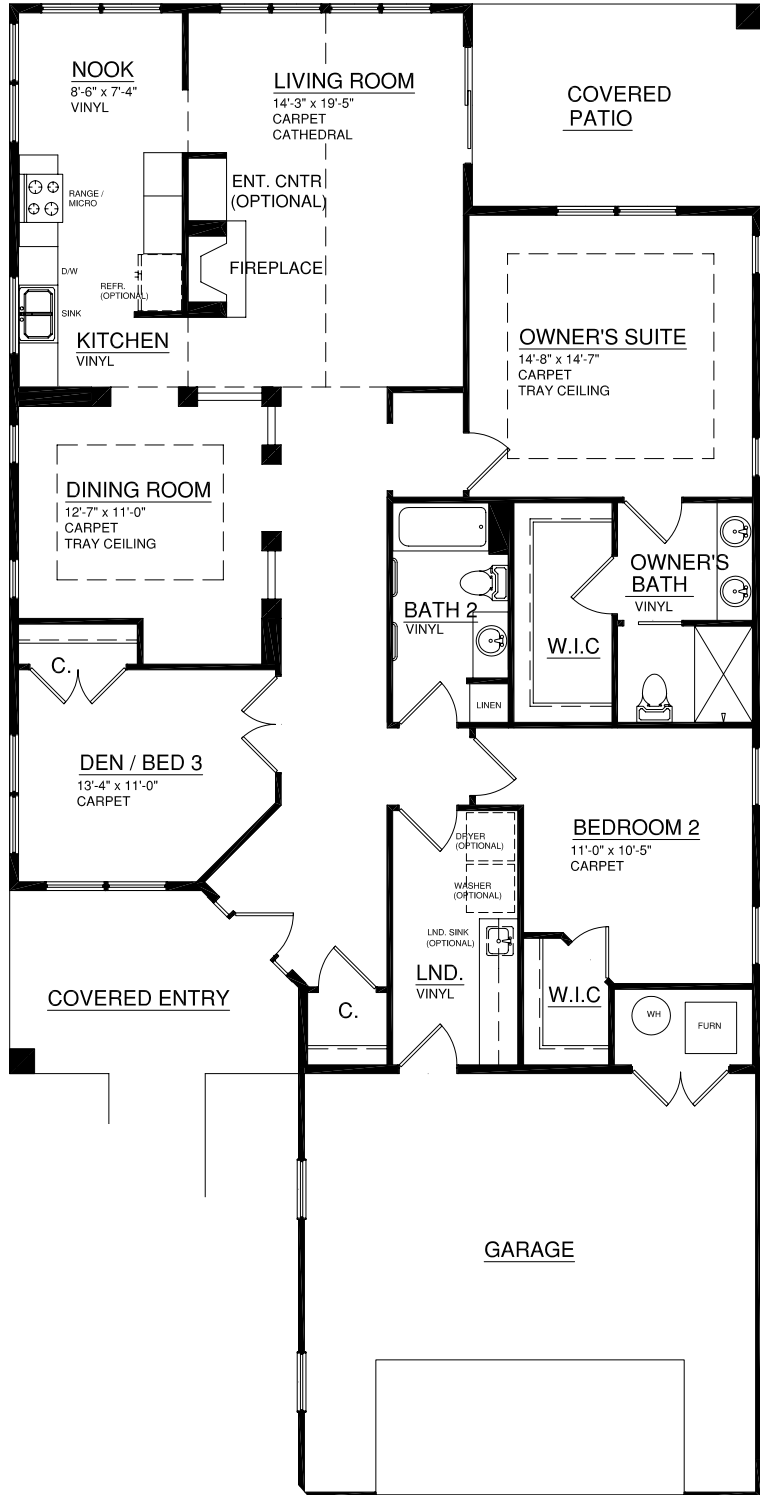 NOOK
8'-6" x 7'-4"
VINYL
LIVING ROOM
14'-3" x 19'-5"
CARPET
CATHEDRAL
COVERED
PATIO
RANGE /
MICRO
ENT. CNTR
(OPTIONAL)
FIREPLACE
D/W
REFR.
(OPTIONAL)
SINK
KITCHEN
VINYL
OWNER'S SUITE
14'-8" x 14'-7"
CARPET
TRAY CEILING
DINING ROOM
12'-7" x 11'-0"
CARPET
TRAY CEILING
BATH 2
VINYL
W.I.C
OWNER'S
BATH
VINYL
C.
LINEN
DEN / BED 3
13'-4" x 11'-0"
CARPET
DRYER
(OPTIONAL)
WASHER
(OPTIONAL)
BEDROOM 2
11'-0" x 10'-5"
CARPET
LND. SINK
(OPTIONAL)
LND.
VINYL
COVERED ENTRY
C.
W.I.C
WH
FURN
GARAGE